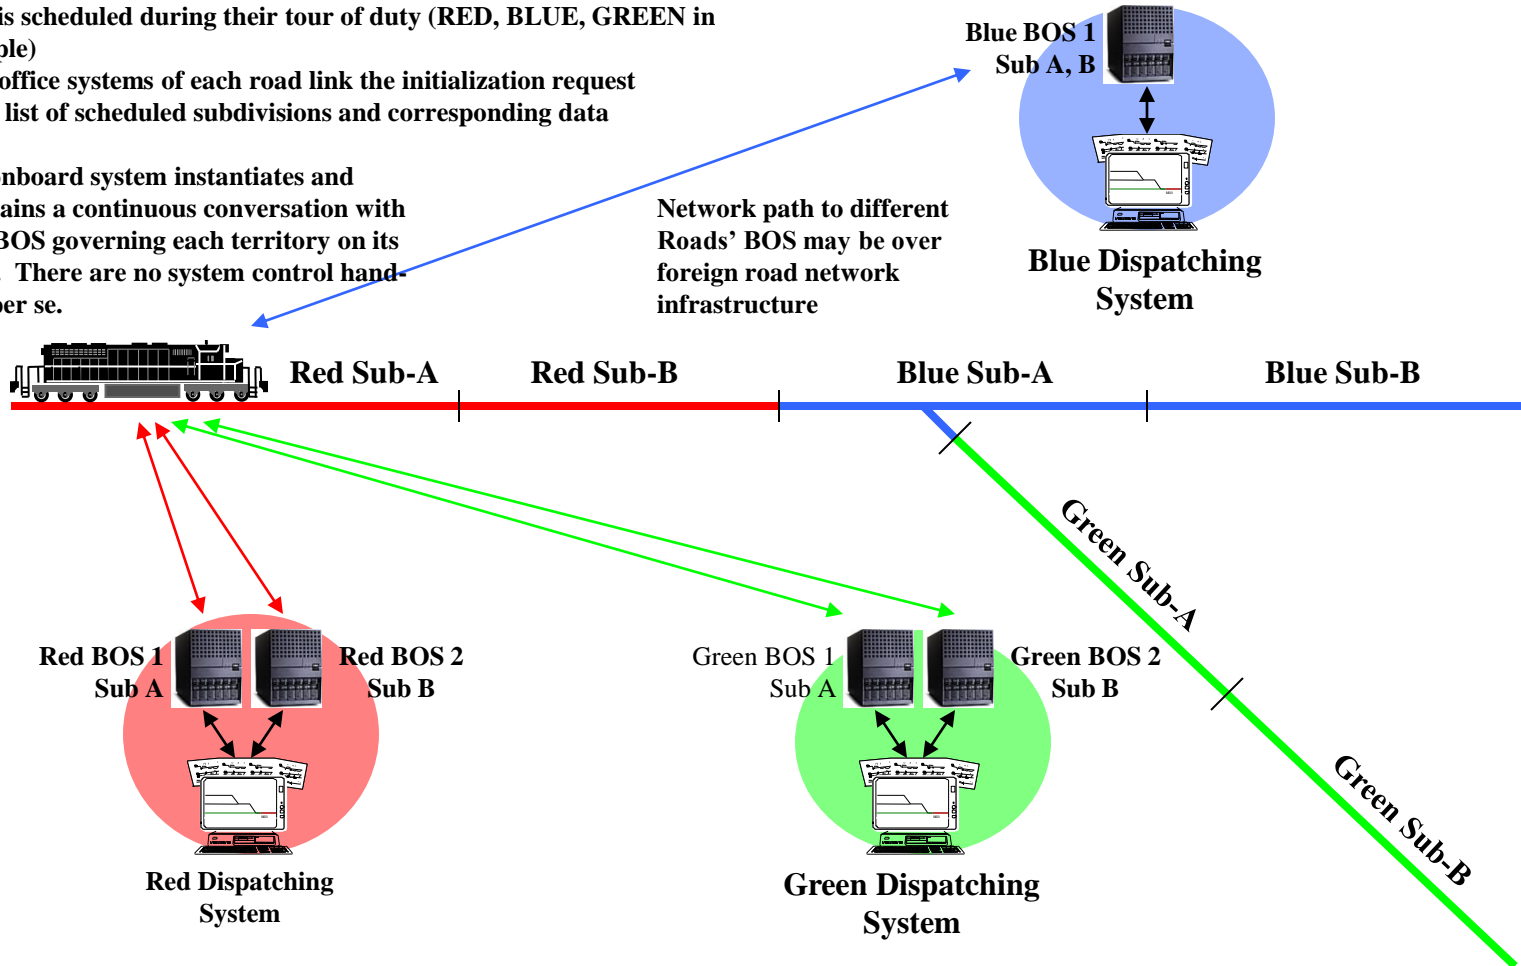 is scheduled during their tour of duty (RED, BLUE, GREEN in
ple)
office systems of each road link the initialization request
list of scheduled subdivisions and corresponding data
onboard system instantiates and
ains a continuous conversation with
BOS governing each territory on its
. There are no system control hand-
per se.
Blue BOS 1
Sub A, B
Network path to different
Roads’ BOS may be over
foreign road network
infrastructure
Blue Dispatching
System
Red Sub-A
Red Sub-B
Blue Sub-A
Blue Sub-B
Green Sub-A
Green Sub-B
Red BOS 1
Sub A
Red BOS 2
Sub B
Green BOS 1
Sub A
Green BOS 2
Sub B
Red Dispatching
System
Green Dispatching
System